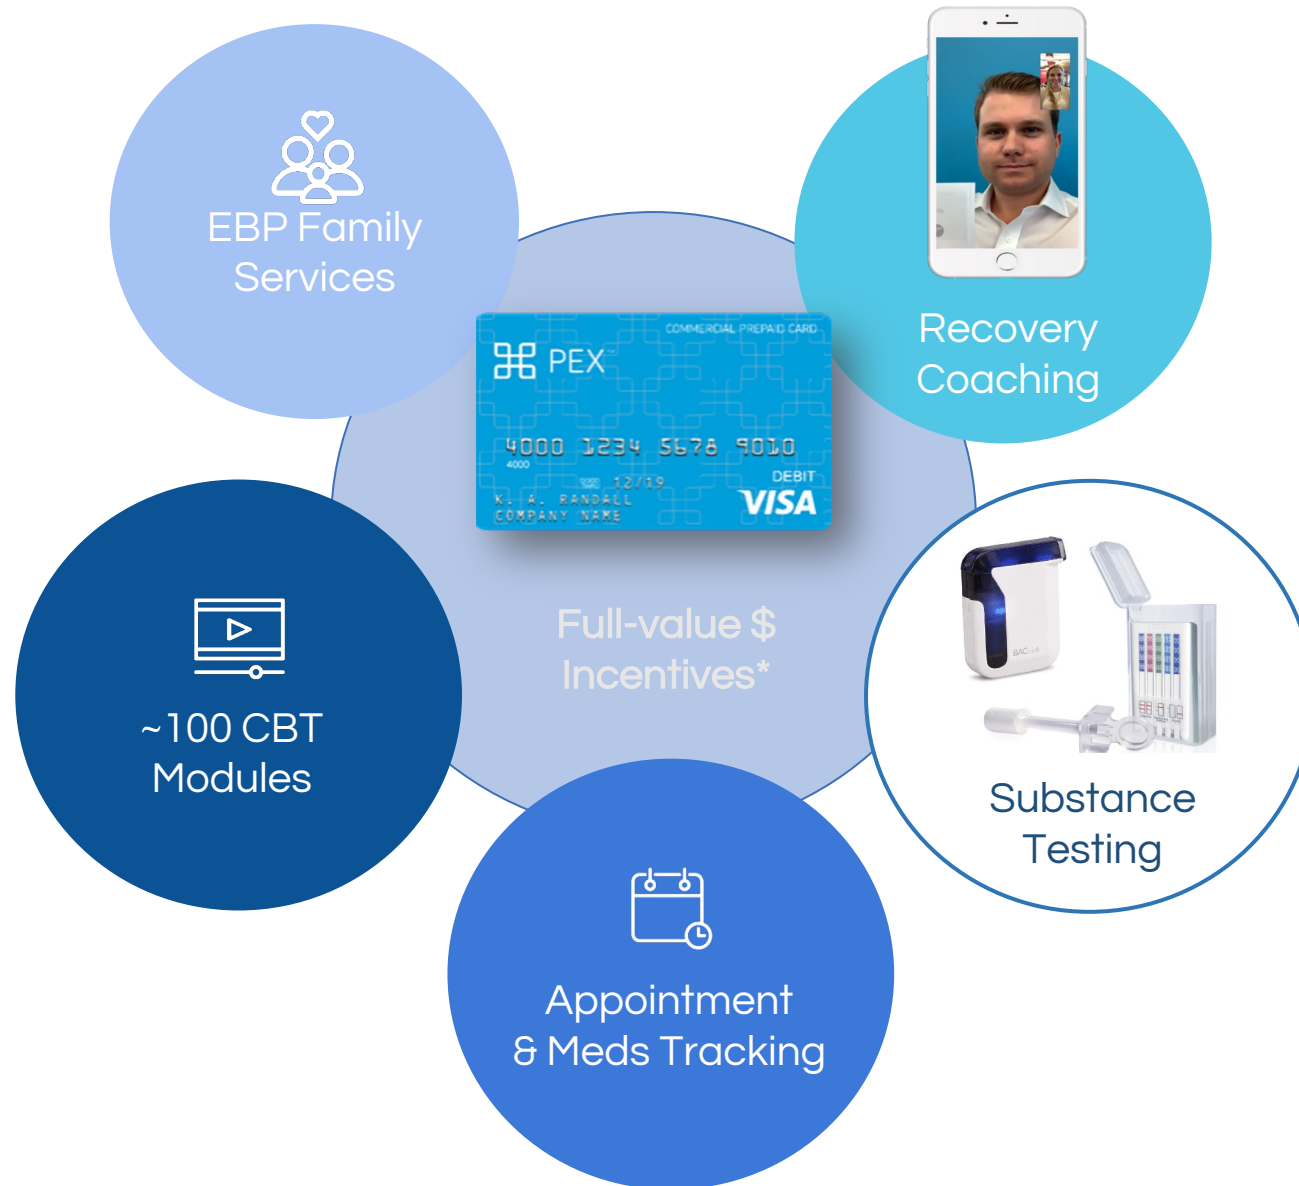 EBP Family
Services
Recovery
Coaching
COMMERCIAL PREPAID CARD
PEX
4000 1234 5678 9010
4000
12/19
DEBIT
K. A. RANDALL
COMPANY NAME
VISA
Full-value $
Incentives*
~100 CBT
Modules
BACtrack
Substance
Testing
Appointment
& Meds Tracking